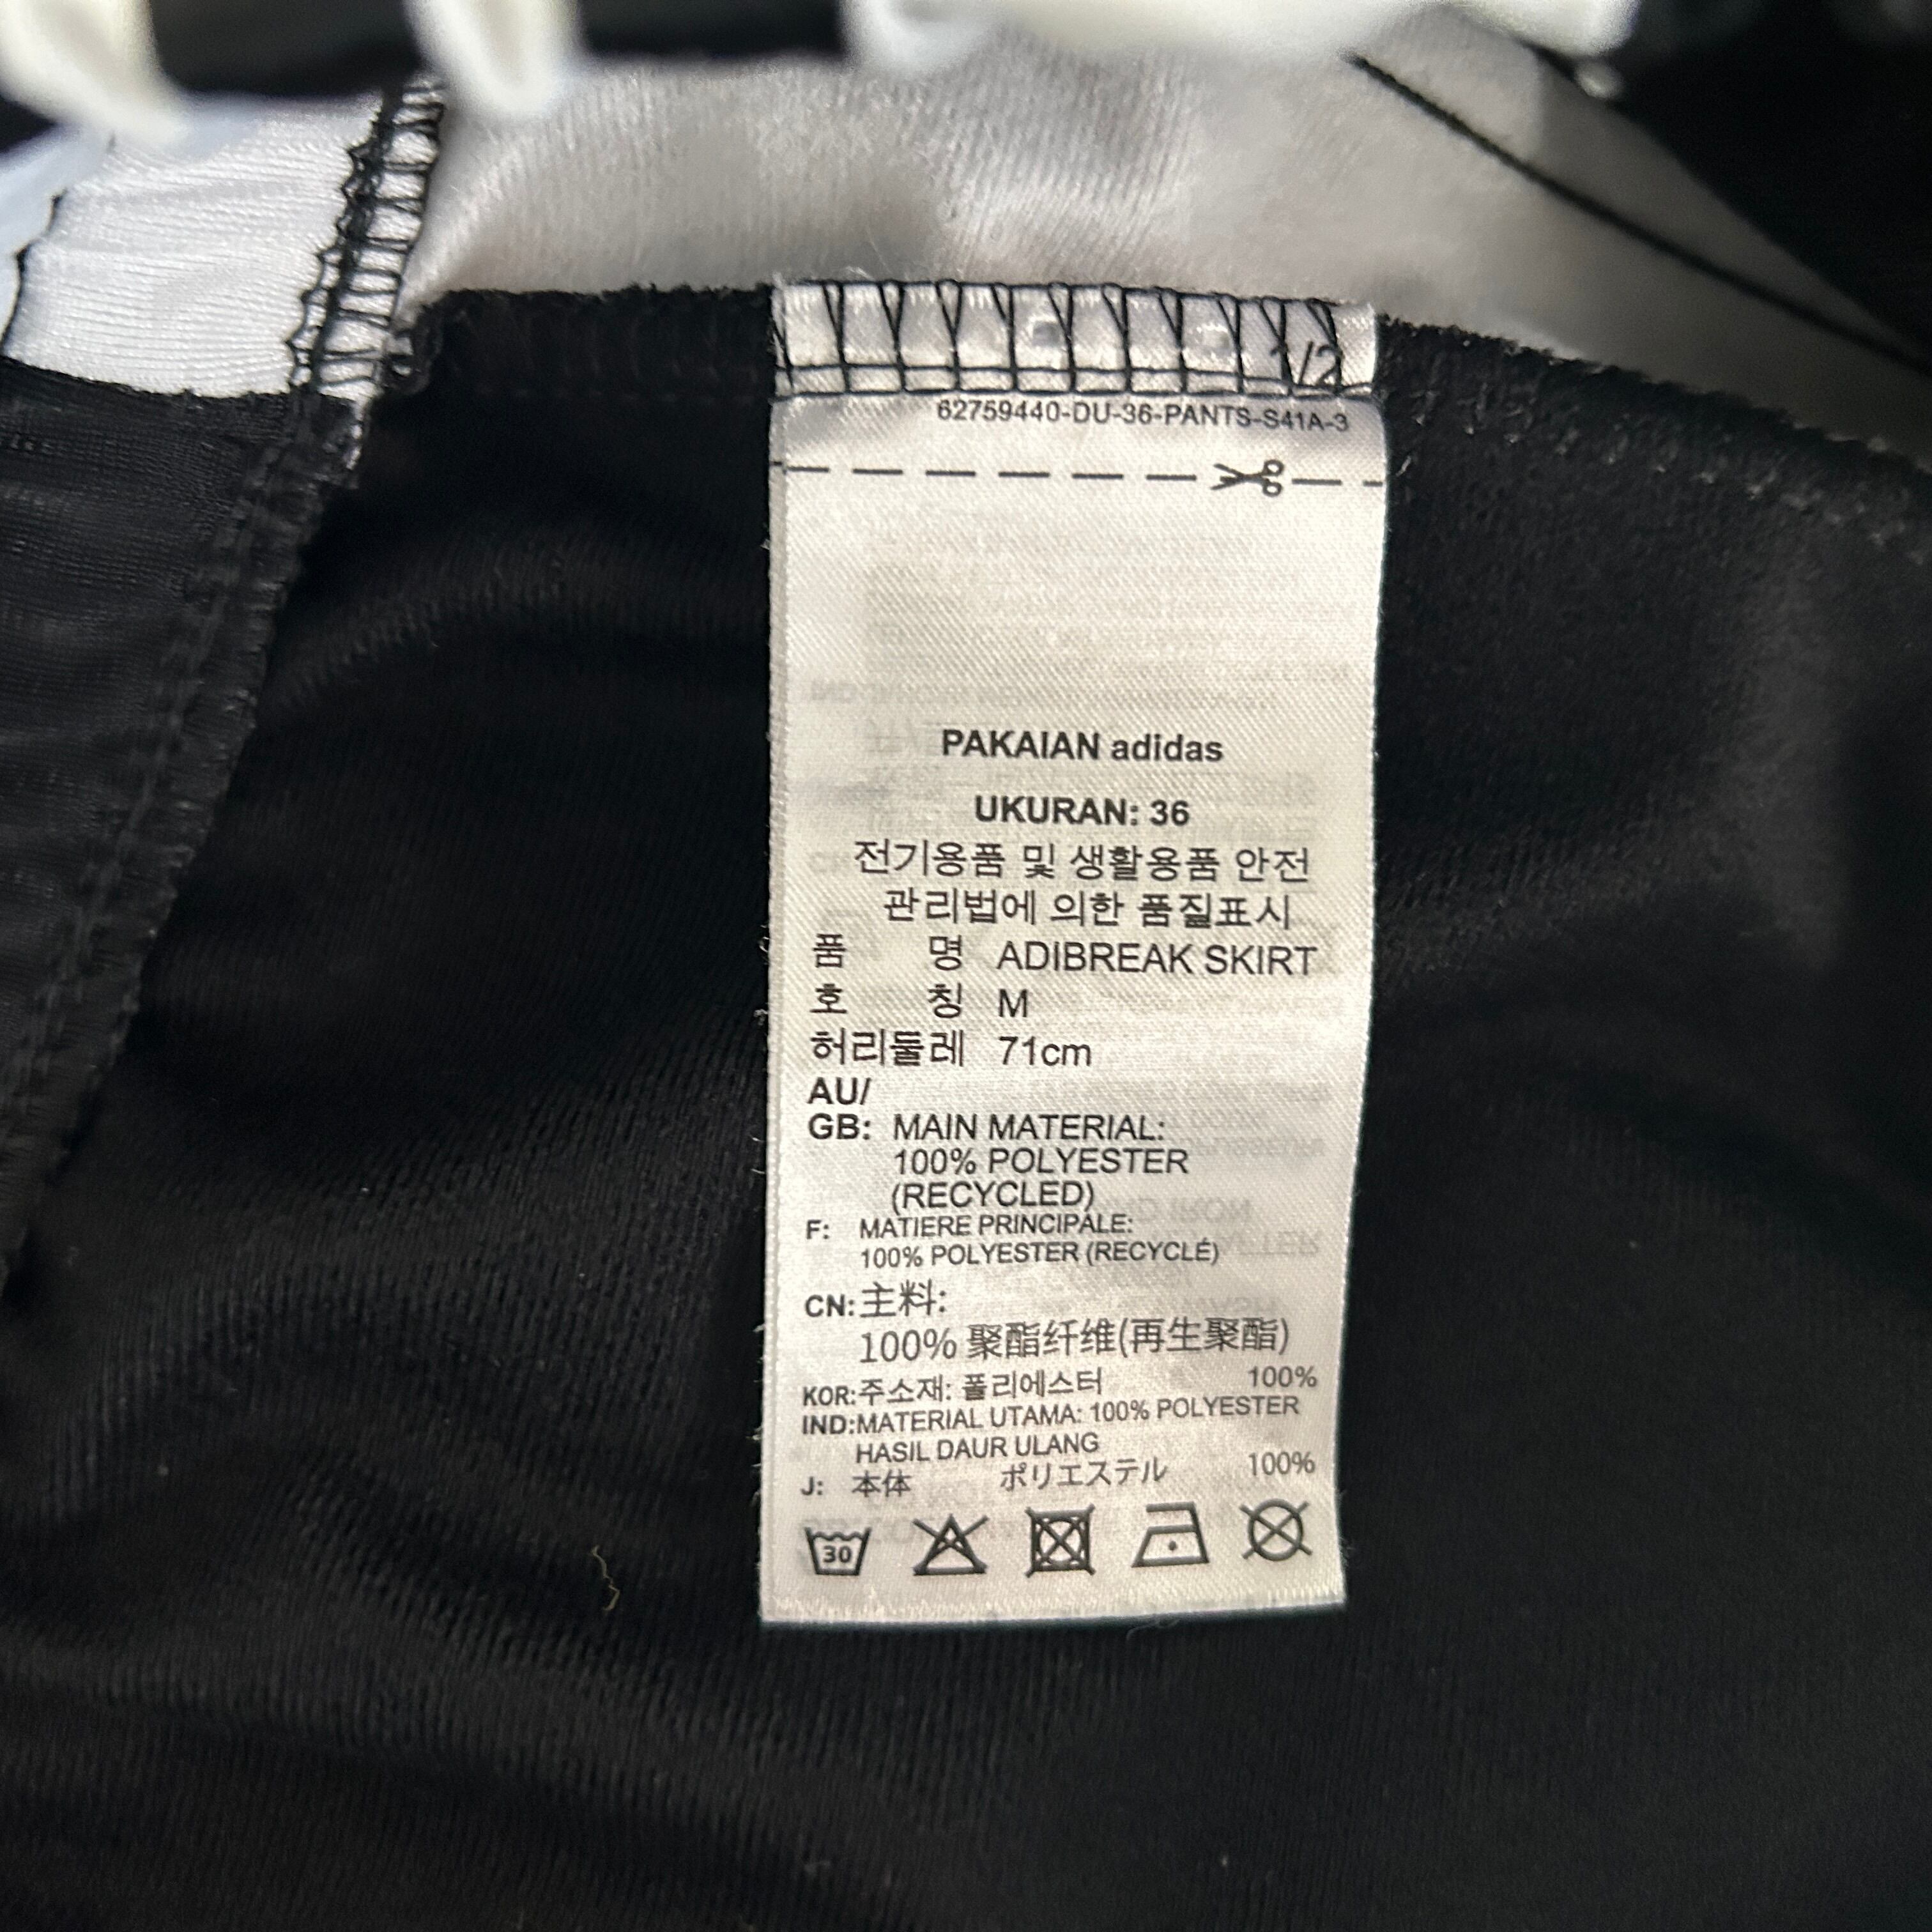 1/2
62759440-DU-36-PANTS-S41A-3
PAKAIAN adidas
UKURAN: 36
전기용품 및 생활용품 안전
관리법에 의한 품질표시
품 명 ADIBREAK SKIRT
호 칭 M
허리둘레 71cm
AU/
GB: MAIN MATERIAL:
100% POLYESTER
(RECYCLED)
F: MATIERE PRINCIPALE:
100% POLYESTER (RECYCLÉ)
CN: 主料:
100% 聚酯纤维(再生聚酯)
KOR: 주소재: 폴리에스터 100%
IND: MATERIAL UTAMA: 100% POLYESTER
HASIL DAUR ULANG
J: 本体 ポリエステル 100%
30